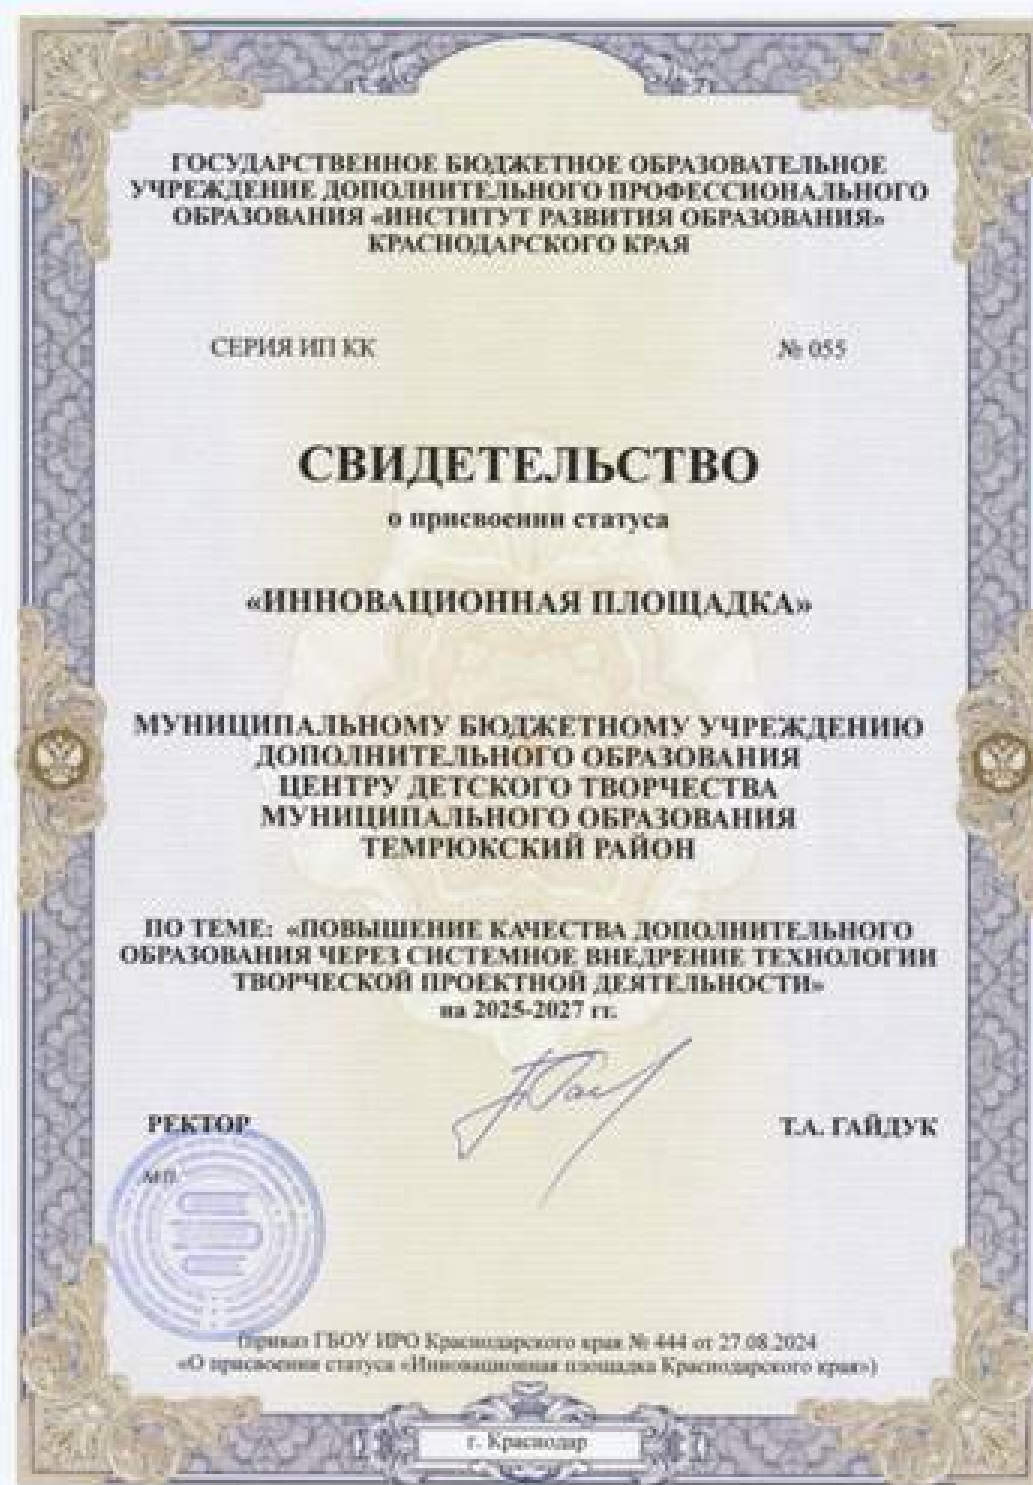 ГОСУДАРСТВЕННОЕ БЮДЖЕТНОЕ ОБРАЗОВАТЕЛЬНОЕ
УЧРЕЖДЕНИЕ ДОПОЛНИТЕЛЬНОГО ПРОФЕССИОНАЛЬНОГО
ОБРАЗОВАНИЯ «ИНСТИТУТ РАЗВИТИЯ ОБРАЗОВАНИЯ»
КРАСНОДАРСКОГО КРАЯ
СЕРИЯ ИП КК № 055
СВИДЕТЕЛЬСТВО
о присвоении статуса
«ИННОВАЦИОННАЯ ПЛОЩАДКА»
МУНИЦИПАЛЬНОМУ БЮДЖЕТНОМУ УЧРЕЖДЕНИЮ
ДОПОЛНИТЕЛЬНОГО ОБРАЗОВАНИЯ
ЦЕНТРУ ДЕТСКОГО ТВОРЧЕСТВА
МУНИЦИПАЛЬНОГО ОБРАЗОВАНИЯ
ТЕМРЮКСКИЙ РАЙОН
ПО ТЕМЕ: «ПОВЫШЕНИЕ КАЧЕСТВА ДОПОЛНИТЕЛЬНОГО
ОБРАЗОВАНИЯ ЧЕРЕЗ СИСТЕМНОЕ ВНЕДРЕНИЕ ТЕХНОЛОГИИ
ТВОРЧЕСКОЙ ПРОЕКТНОЙ ДЕЯТЕЛЬНОСТИ»
на 2025-2027 гг.
РЕКТОР Т.А. ГАЙДУК
М.П.
(приказ ГБОУ ИРО Краснодарского края № 444 от 27.08.2024
«О присвоении статуса «Инновационная площадка Краснодарского края»)
г. Краснодар